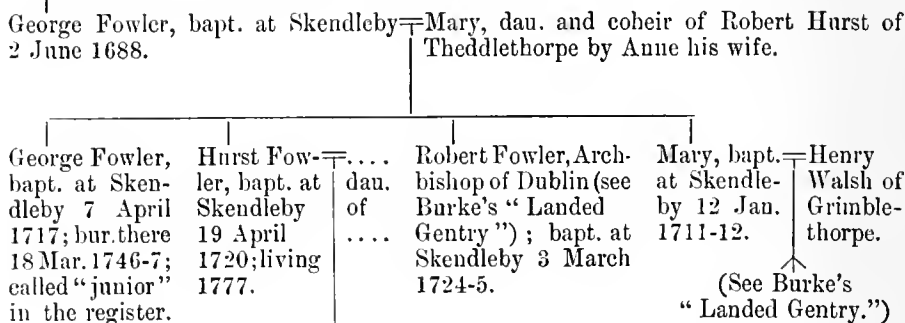 George Fowler, bapt. at Skendleby=Mary, dau. and coheir of Robert Hurst of
2 June 1688.
Theddlethorpe by Anne his wife.
George Fowler,
bapt. at Sken-
dleby 7 April
1717; bur. there
18 Mar. 1746-7;
called "junior"
in the register.
Hurst Fow-=....
ler, bapt. at
Skendleby
19 April
1720; living
1777.
dau.
of
....
Robert Fowler, Arch-
bishop of Dublin (see
Burke's "Landed
Gentry"); bapt. at
Skendleby 3 March
1724-5.
Mary, bapt.=Henry
at Skendle-
by 12 Jan.
1711-12.
Walsh of
Grimble-
thorpe.
(See Burke's
"Landed Gentry.")